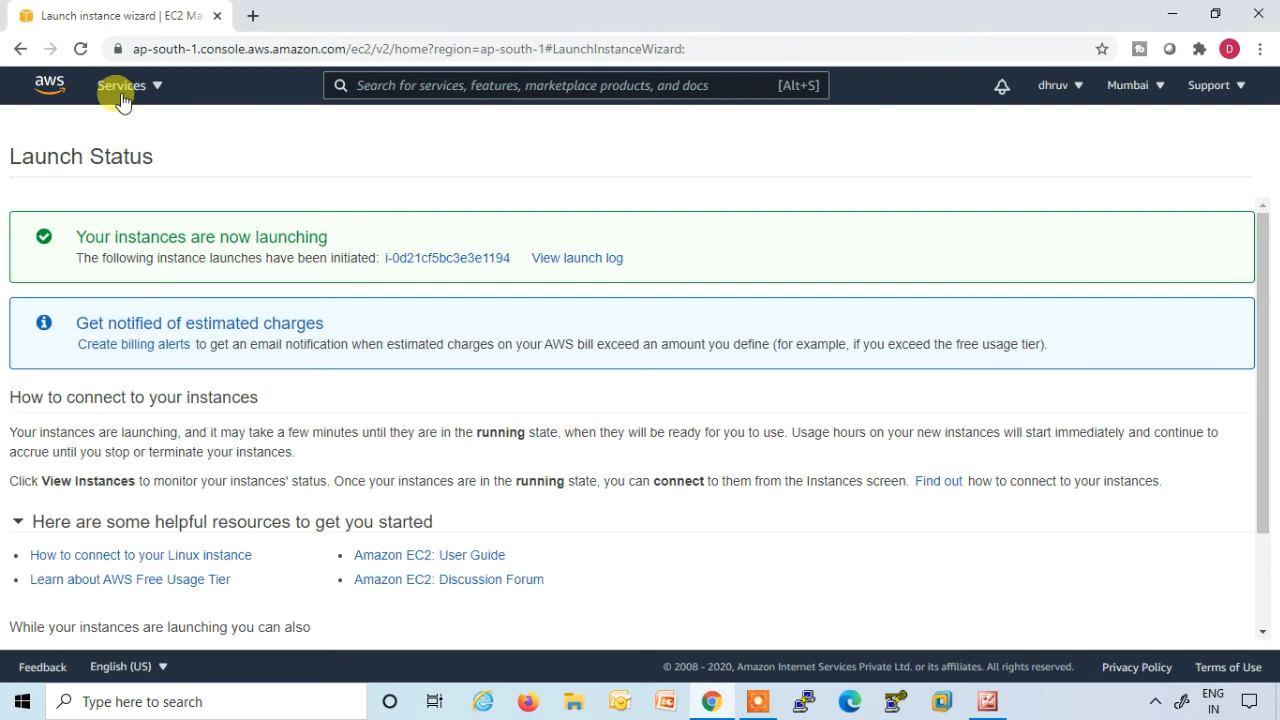 Launch instance wizard | EC2 Ma
ap-south-1.console.aws.amazon.com/ec2/v2/home?region=ap-south-1#LaunchInstanceWizard:
D
aws
Services
Search for services, features, marketplace products, and docs
[Alt+S]
dhruv
Mumbai
Support
Launch Status
Your instances are now launching
The following instance launches have been initiated: i-0d21cf5bc3e3e1194 View launch log
Get notified of estimated charges
Create billing alerts to get an email notification when estimated charges on your AWS bill exceed an amount you define (for example, if you exceed the free usage tier).
How to connect to your instances
Your instances are launching, and it may take a few minutes until they are in the running state, when they will be ready for you to use. Usage hours on your new instances will start immediately and continue to
accrue until you stop or terminate your instances.
Click View Instances to monitor your instances' status. Once your instances are in the running state, you can connect to them from the Instances screen. Find out how to connect to your instances.
Here are some helpful resources to get you started
• How to connect to your Linux instance
• Amazon EC2: User Guide
• Learn about AWS Free Usage Tier
• Amazon EC2: Discussion Forum
While your instances are launching you can also
Feedback
English (US)
© 2008 - 2020, Amazon Internet Services Private Ltd. or its affiliates. All rights reserved.
Privacy Policy
Terms of Use
Type here to search
ENG
IN